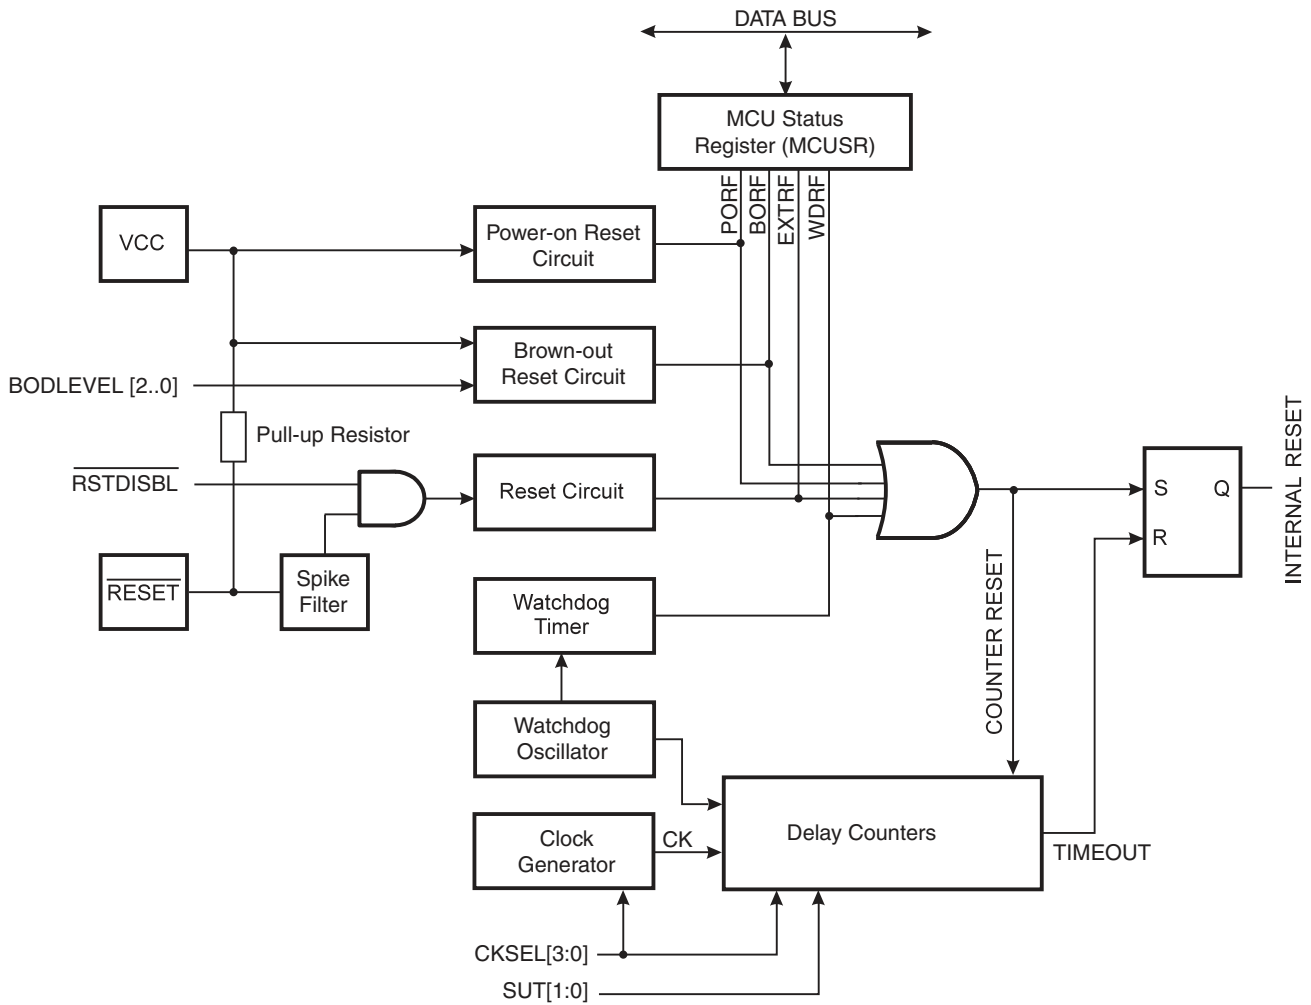 DATA BUS
MCU Status
Register (MCUSR)
PORF
BORF
EXTRF
WDRF
VCC
Power-on Reset
Circuit
Brown-out
Reset Circuit
BODLEVEL [2..0]
Pull-up Resistor
RSTDISBL
Reset Circuit
RESET
Spike
Filter
S
Q
R
INTERNAL RESET
Watchdog
Timer
COUNTER RESET
Watchdog
Oscillator
Clock
Generator
CK
Delay Counters
TIMEOUT
CKSEL[3:0]
SUT[1:0]